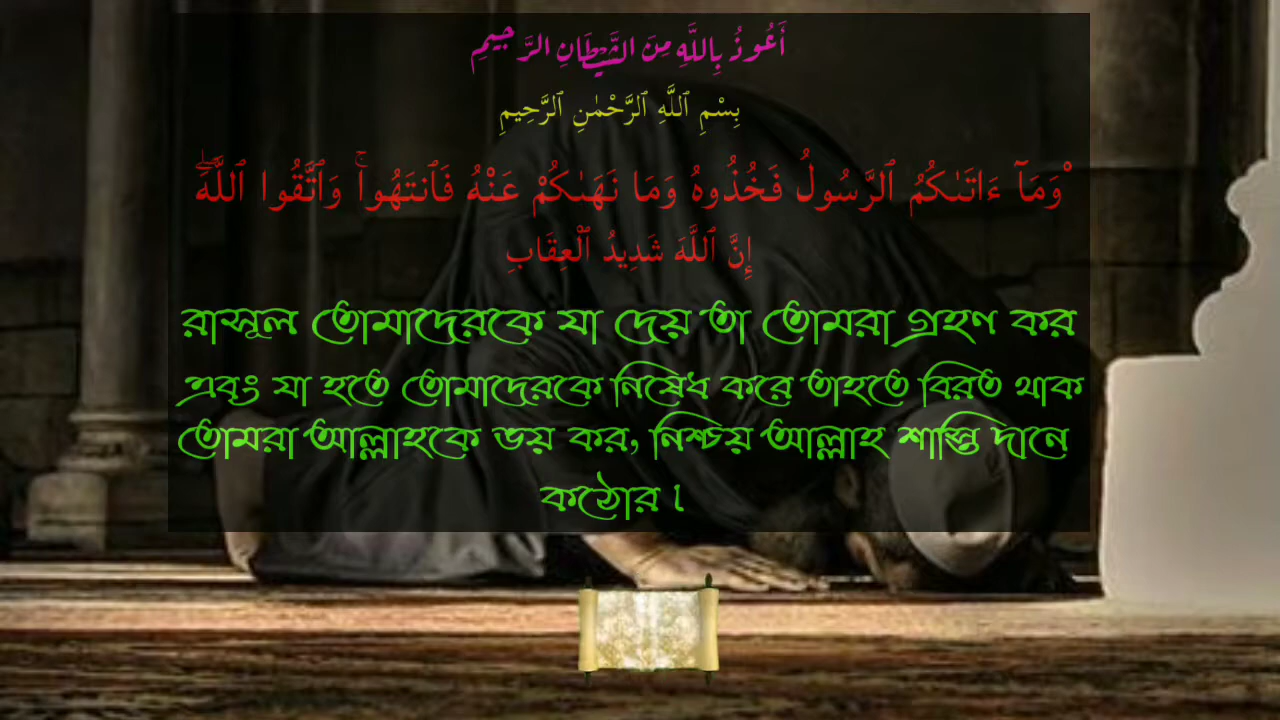 أَعُوذُ بِاللَّهِ مِنَ الشَّيْطَانِ الرَّجِيمِ
بِسْمِ ٱللَّهِ ٱلرَّحْمَٰنِ ٱلرَّحِيمِ
ْوَمَآ ءَاتَىٰكُمُ ٱلرَّسُولُ فَخُذُوهُ وَمَا نَهَىٰكُمْ عَنْهُ فَٱنتَهُوا۟ ۚ وَٱتَّقُوا ٱللَّهَ ۖ
إِنَّ ٱللَّهَ شَدِيدُ ٱلْعِقَابِ
রাসুল তোমাদেরকে যা দেয় তা তোমরা গ্রহণ কর
এবং যা হতে তোমাদেরকে নিষেধ করে তাহতে বিরত থাক
তোমরা আল্লাহকে ভয় কর, নিশ্চয় আল্লাহ শাস্তি দানে
কঠোর।